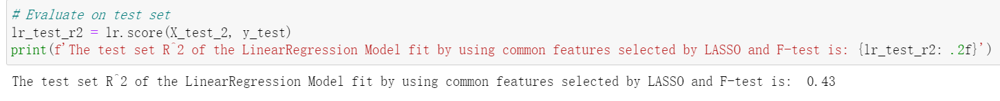 # Evaluate on test set
lr_test_r2 = lr.score(X_test_2, y_test)
print(f'The test set R^2 of the LinearRegression Model fit by using common features selected by LASSO and F-test is: {lr_test_r2: .2f}')
The test set R^2 of the LinearRegression Model fit by using common features selected by LASSO and F-test is:  0.43